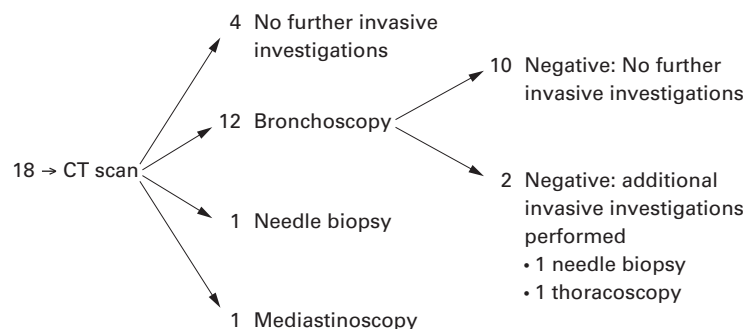 4 No further invasive
investigations
10 Negative: No further
invasive investigations
12 Bronchoscopy
18 → CT scan
2 Negative: additional
invasive investigations
performed
• 1 needle biopsy
• 1 thoracoscopy
1 Needle biopsy
1 Mediastinoscopy